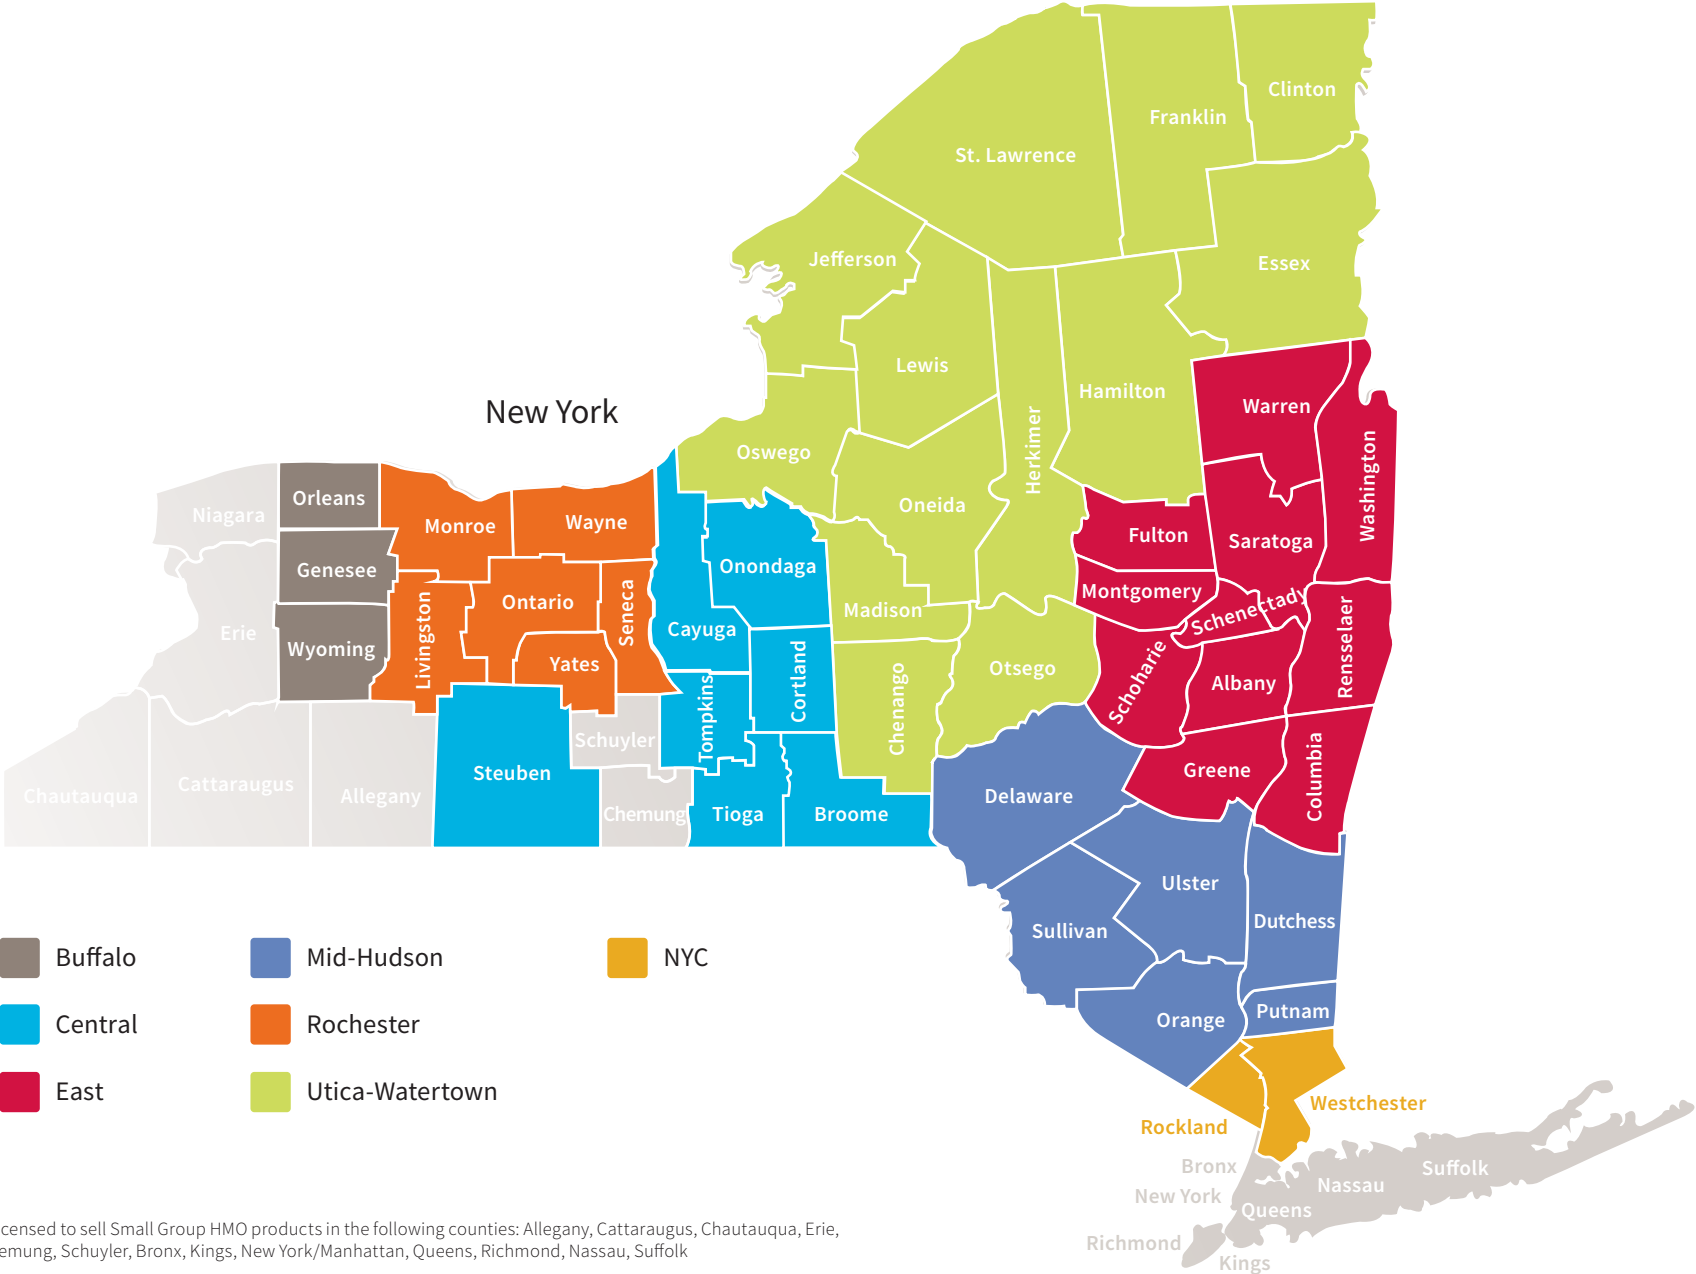 Clinton
Franklin
St. Lawrence
Jefferson
Essex
Lewis
Hamilton
Warren
New York
Herkimer
Washington
Oswego
Oneida
Orleans
Niagara
Monroe
Wayne
Fulton
Saratoga
Genesee
Onondaga
Montgomery
Ontario
Seneca
Livingston
Madison
Schenectady
Erie
Cayuga
Rensselaer
Wyoming
Yates
Otsego
Schoharie
Albany
Cortland
Chenango
Tompkins
Schuyler
Steuben
Greene
Columbia
Chautauqua
Cattaraugus
Allegany
Delaware
Chemung
Tioga
Broome
Ulster
Sullivan
Dutchess
Putnam
Orange
Buffalo
Mid-Hudson
NYC
Central
Rochester
East
Utica-Watertown
Westchester
Rockland
Bronx
Suffolk
Nassau
New York
Queens
Richmond
Kings
censed to sell Small Group HMO products in the following counties: Allegany, Cattaraugus, Chautauqua, Erie,
emung, Schuyler, Bronx, Kings, New York/Manhattan, Queens, Richmond, Nassau, Suffolk